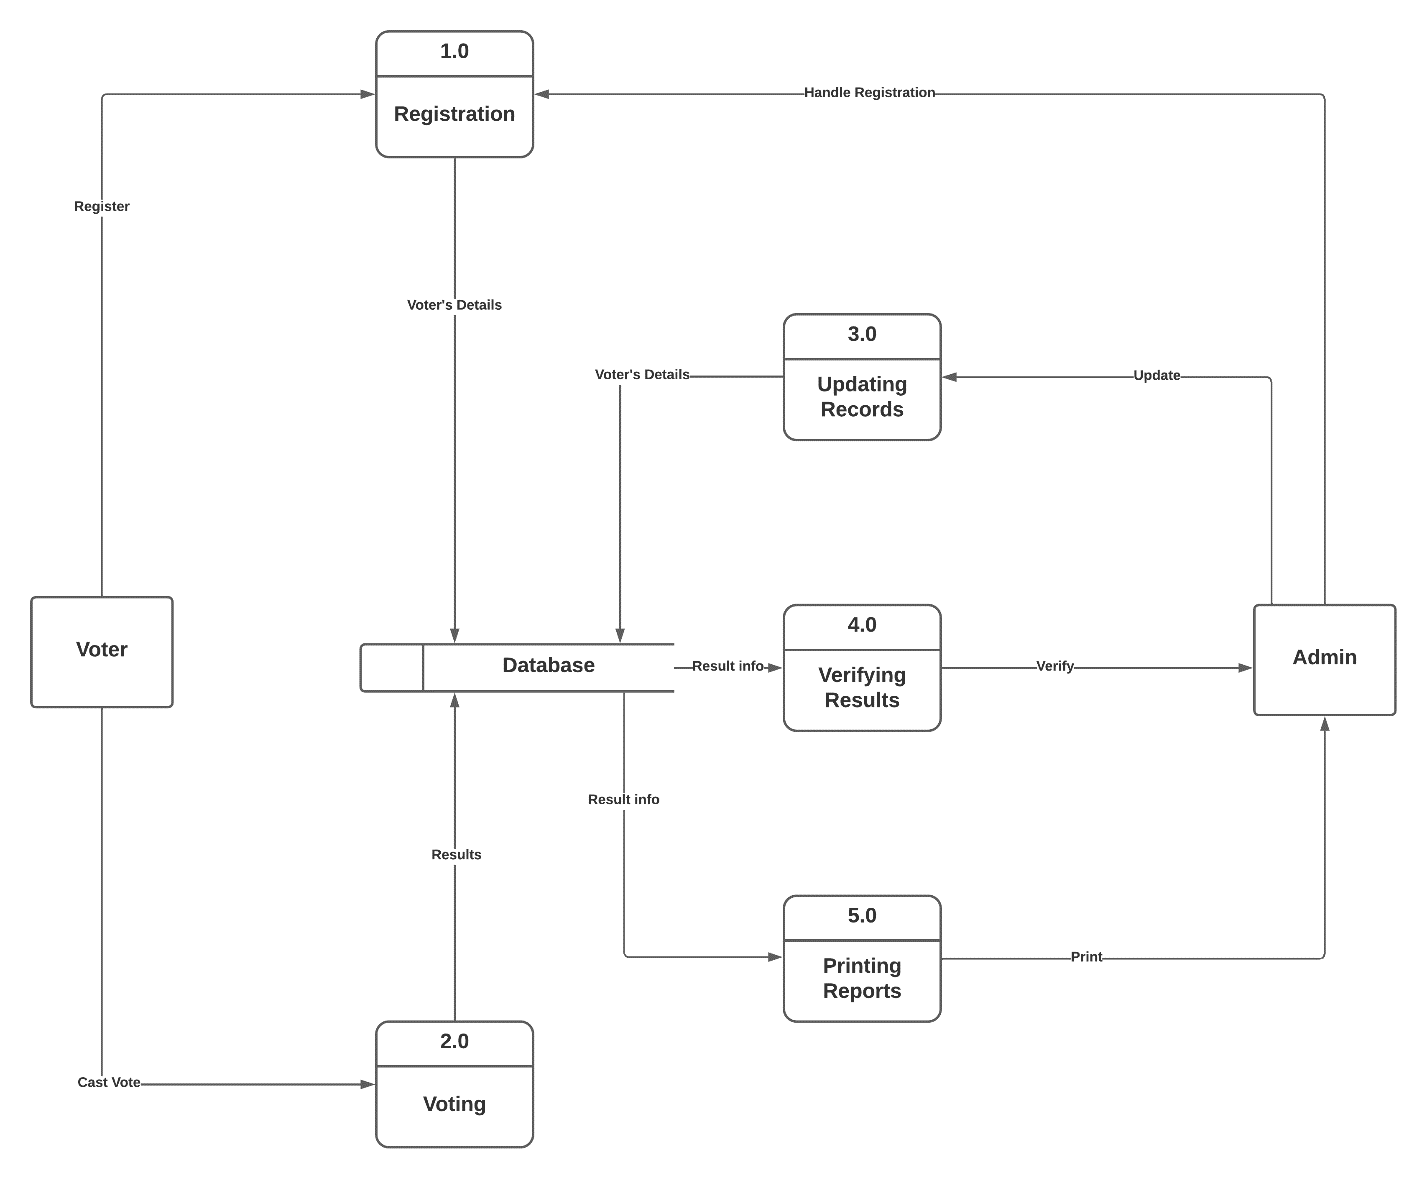 1.0
Registration
Handle Registration
Register
Voter's Details
3.0
Updating
Records
Voter's Details
Update
Voter
Database
Result info
4.0
Verifying
Results
Verify
Admin
Result info
Results
5.0
Printing
Reports
Print
2.0
Voting
Cast Vote